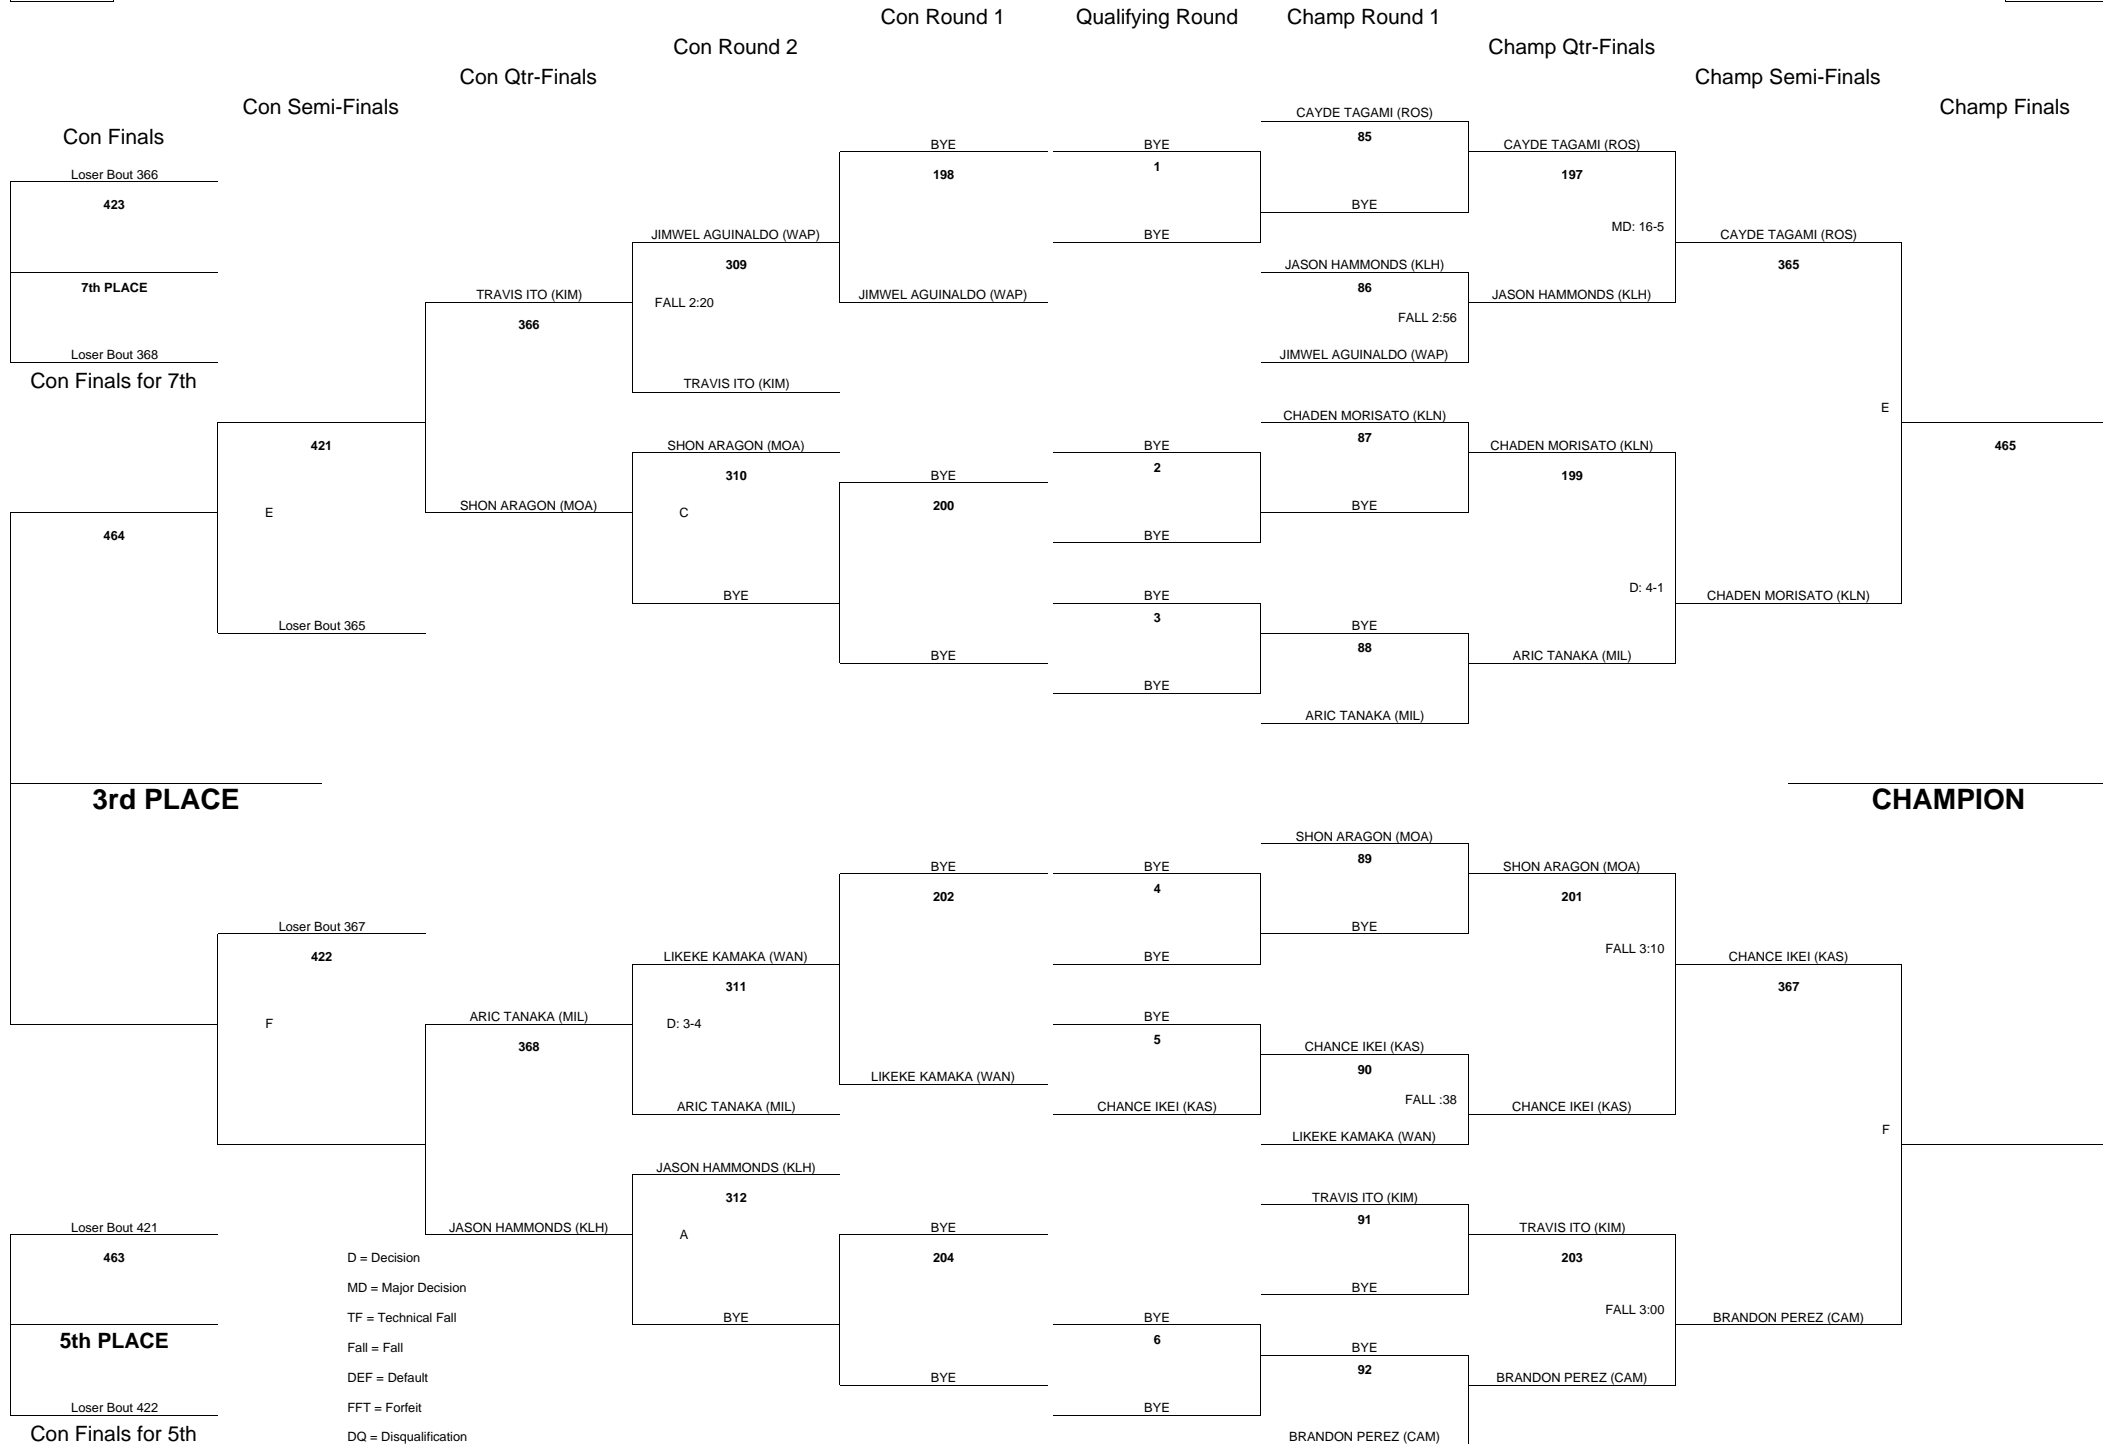 Con Round 1 Qualifying Round Champ Round 1
Con Round 2 Champ Qtr-Finals
Con Qtr-Finals Champ Semi-Finals
Con Semi-Finals Champ Finals
CAYDE TAGAMI (ROS)
Con Finals 85
BYE BYE CAYDE TAGAMI (ROS)
Loser Bout 366 198 1 197
423 BYE
MD: 16-5
JIMWEL AGUINALDO (WAP) BYE CAYDE TAGAMI (ROS)
309 JASON HAMMONDS (KLH) 365
7th PLACE 86
TRAVIS ITO (KIM) FALL 2:20 JIMWEL AGUINALDO (WAP) JASON HAMMONDS (KLH)
366 FALL 2:56
Loser Bout 368 JIMWEL AGUINALDO (WAP)
Con Finals for 7th TRAVIS ITO (KIM)
E
CHADEN MORISATO (KLN)
87
421 SHON ARAGON (MOA) BYE CHADEN MORISATO (KLN) 465
310 BYE 2 199
E SHON ARAGON (MOA) C 200 BYE
464 BYE
D: 4-1
BYE BYE CHADEN MORISATO (KLN)
3
Loser Bout 365 BYE
88
BYE ARIC TANAKA (MIL)
BYE
ARIC TANAKA (MIL)
3rd PLACE CHAMPION
SHON ARAGON (MOA)
89
BYE BYE SHON ARAGON (MOA)
202 4 201
Loser Bout 367 BYE
FALL 3:10
422 LIKEKE KAMAKA (WAN) BYE CHANCE IKEI (KAS)
311 367
F ARIC TANAKA (MIL) D: 3-4 BYE
368 5 CHANCE IKEI (KAS)
90
LIKEKE KAMAKA (WAN)
FALL :38
ARIC TANAKA (MIL) CHANCE IKEI (KAS) CHANCE IKEI (KAS)
F
LIKEKE KAMAKA (WAN)
JASON HAMMONDS (KLH)
312 TRAVIS ITO (KIM)
91
Loser Bout 421 JASON HAMMONDS (KLH) A BYE TRAVIS ITO (KIM)
463 D = Decision 204 203
MD = Major Decision BYE
FALL 3:00
TF = Technical Fall BYE BYE BRANDON PEREZ (CAM)
5th PLACE 6
Fall = Fall BYE
92
DEF = Default BYE BRANDON PEREZ (CAM)
Loser Bout 422 FFT = Forfeit BYE
Con Finals for 5th DQ = Disqualification BRANDON PEREZ (CAM)